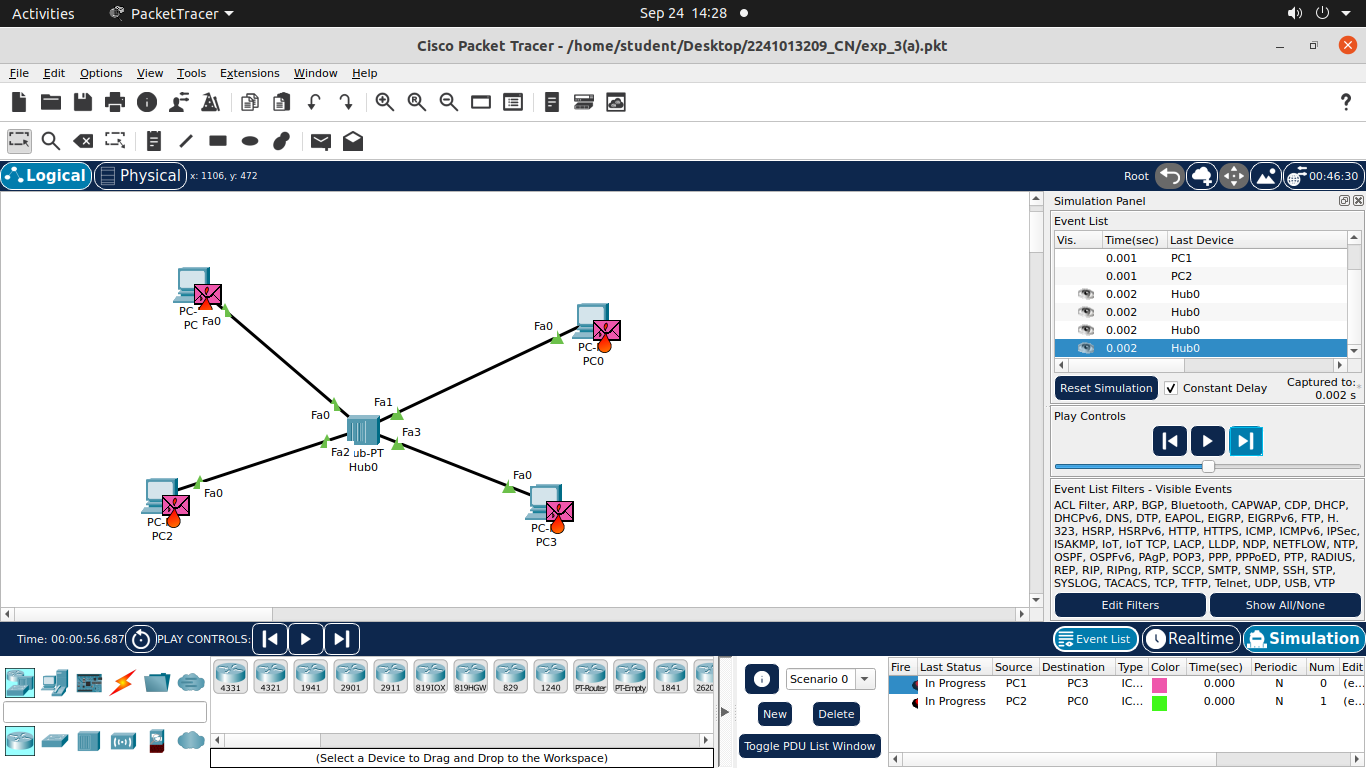 Activities PacketTracer Sep 24 14:28
Cisco Packet Tracer - /home/student/Desktop/2241013209_CN/exp_3(a).pkt
File Edit Options View Tools Extensions Window Help
Logical Physical x: 1106, y: 472 Root 00:46:30
Simulation Panel
Event List
Vis. Time(sec) Last Device
0.001 PC1
0.001 PC2
0.002 Hub0
0.002 Hub0
0.002 Hub0
0.002 Hub0
Reset Simulation Constant Delay Captured to:
0.002 s
Play Controls
Event List Filters - Visible Events
ACL Filter, ARP, BGP, Bluetooth, CAPWAP, CDP, DHCP,
DHCPv6, DNS, DTP, EAPOL, EIGRP, EIGRPv6, FTP, H.
323, HSRP, HSRPv6, HTTP, HTTPS, ICMP, ICMPv6, IPSec,
ISAKMP, IoT, IoT TCP, LACP, LLDP, NDP, NETFLOW, NTP,
OSPF, OSPFv6, PAgP, POP3, PPP, PPPoED, PTP, RADIUS,
REP, RIP, RIPng, RTP, SCCP, SMTP, SNMP, SSH, STP,
SYSLOG, TACACS, TCP, TFTP, Telnet, UDP, USB, VTP
Edit Filters Show All/None
PC-
PC Fa0
Fa0
PC-
PC0
Fa1
Fa0
Fa3
Fa2 ub-PT
Hub0
Fa0
Fa0
PC-
PC2
PC-
PC3
Time: 00:00:56.687 PLAY CONTROLS: Event List Realtime Simulation
4331 4321 1941 2901 2911 819IOX 819HGW 829 1240 PT-Router PT-Empty 1841 2620
(Select a Device to Drag and Drop to the Workspace)
Scenario 0
New Delete
Toggle PDU List Window
Fire Last Status Source Destination Type Color Time(sec) Periodic Num Edit
In Progress PC1 PC3 IC... 0.000 N 0 (e...
In Progress PC2 PC0 IC... 0.000 N 1 (e...